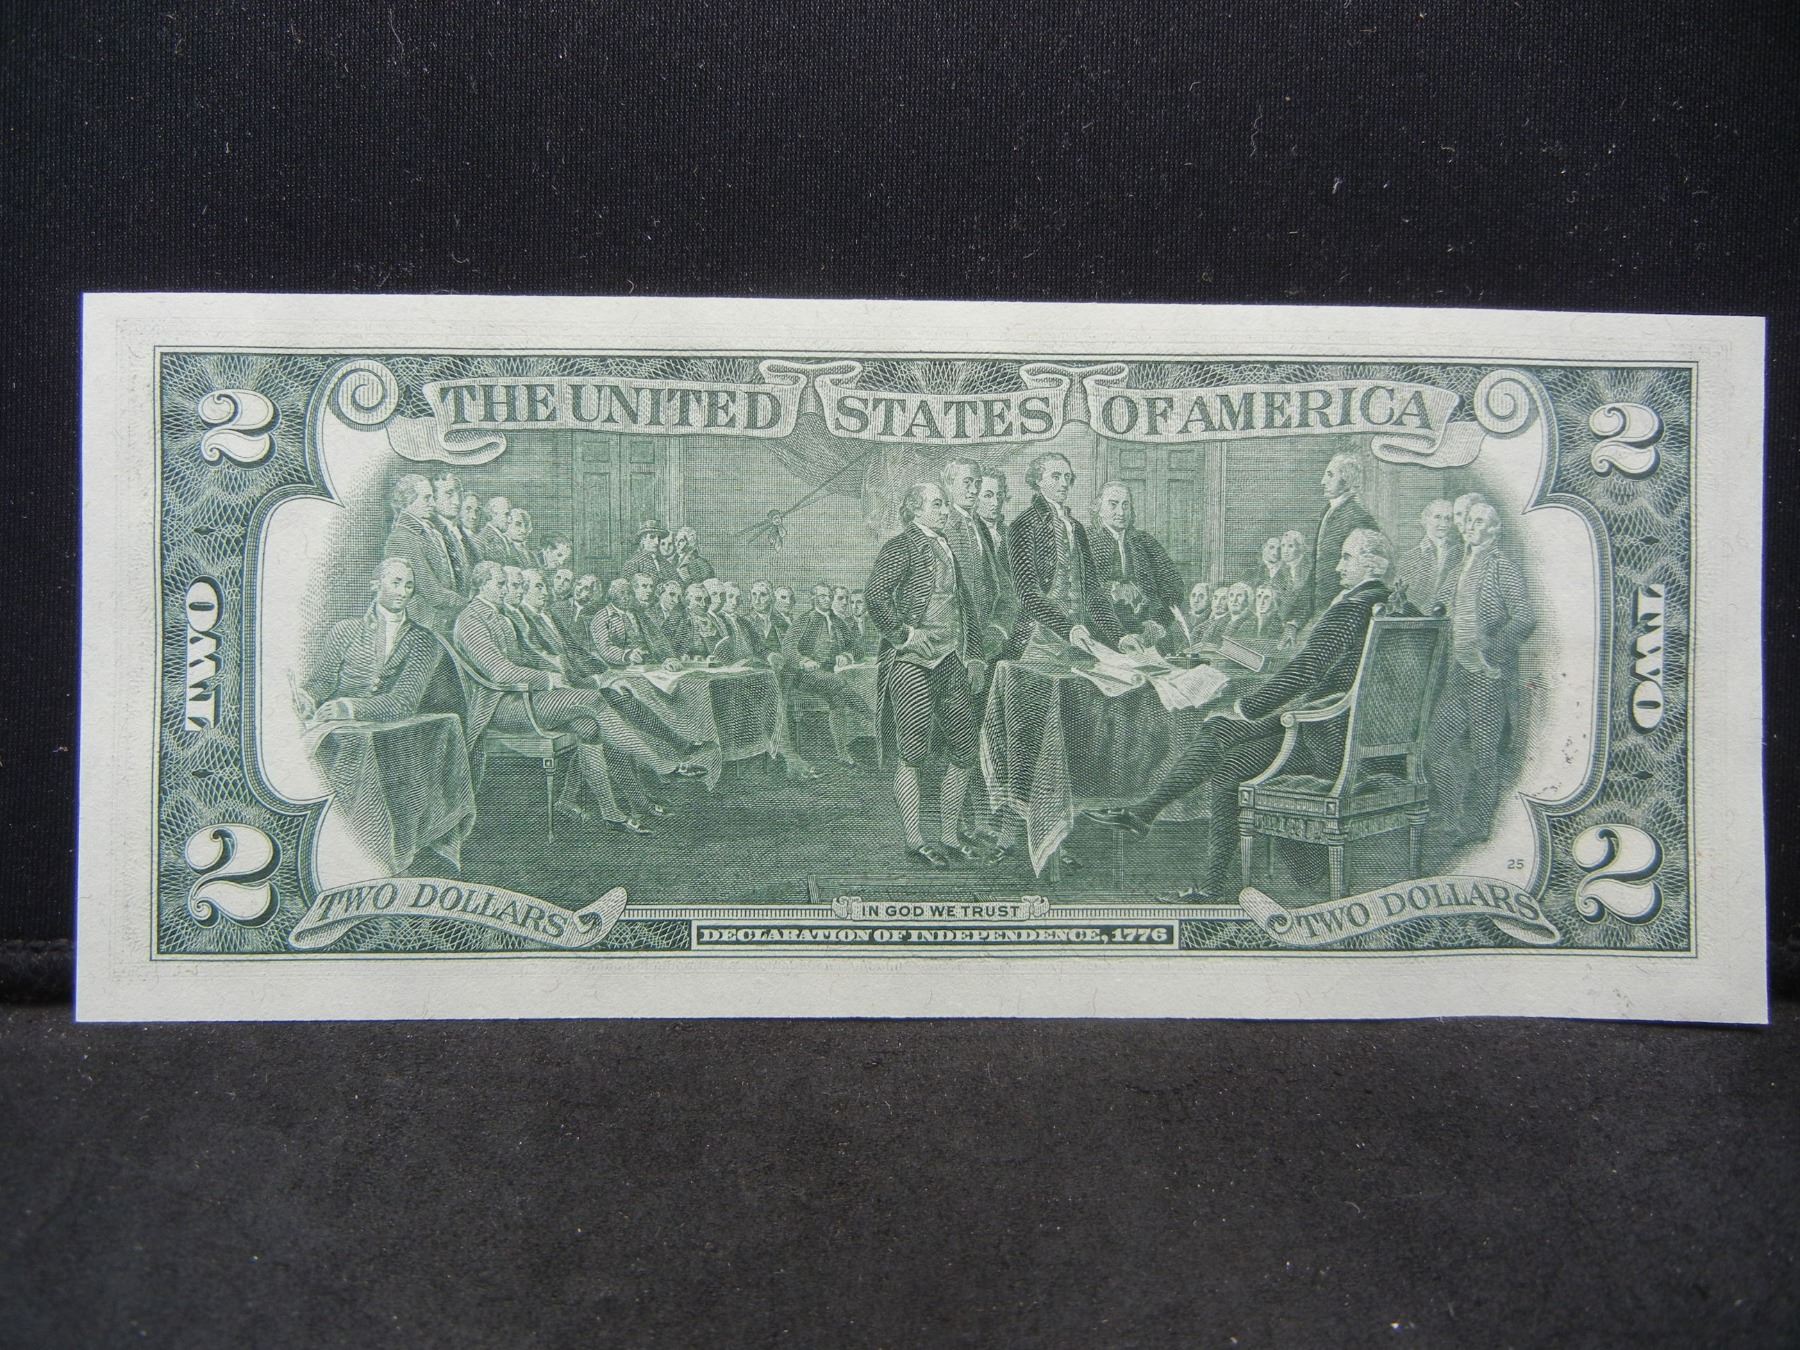 THE UNITED STATES OF AMERICA
2 2
TWO TWO
25
2 2
TWO DOLLARS TWO DOLLARS
IN GOD WE TRUST
DECLARATION OF INDEPENDENCE, 1776